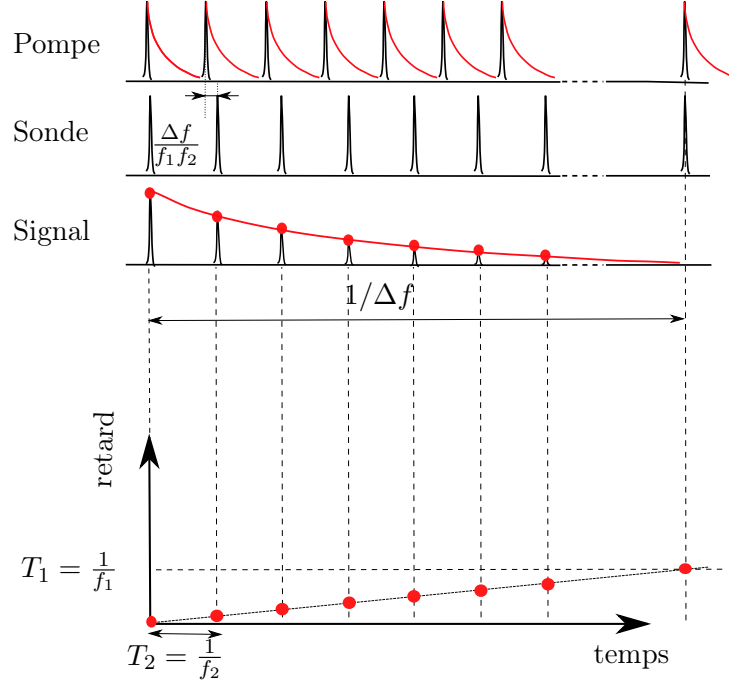 Pompe
Sonde
Δf
f₁f₂
Signal
1/Δf
retard
T₁ = 1/f₁
T₂ = 1/f₂
temps